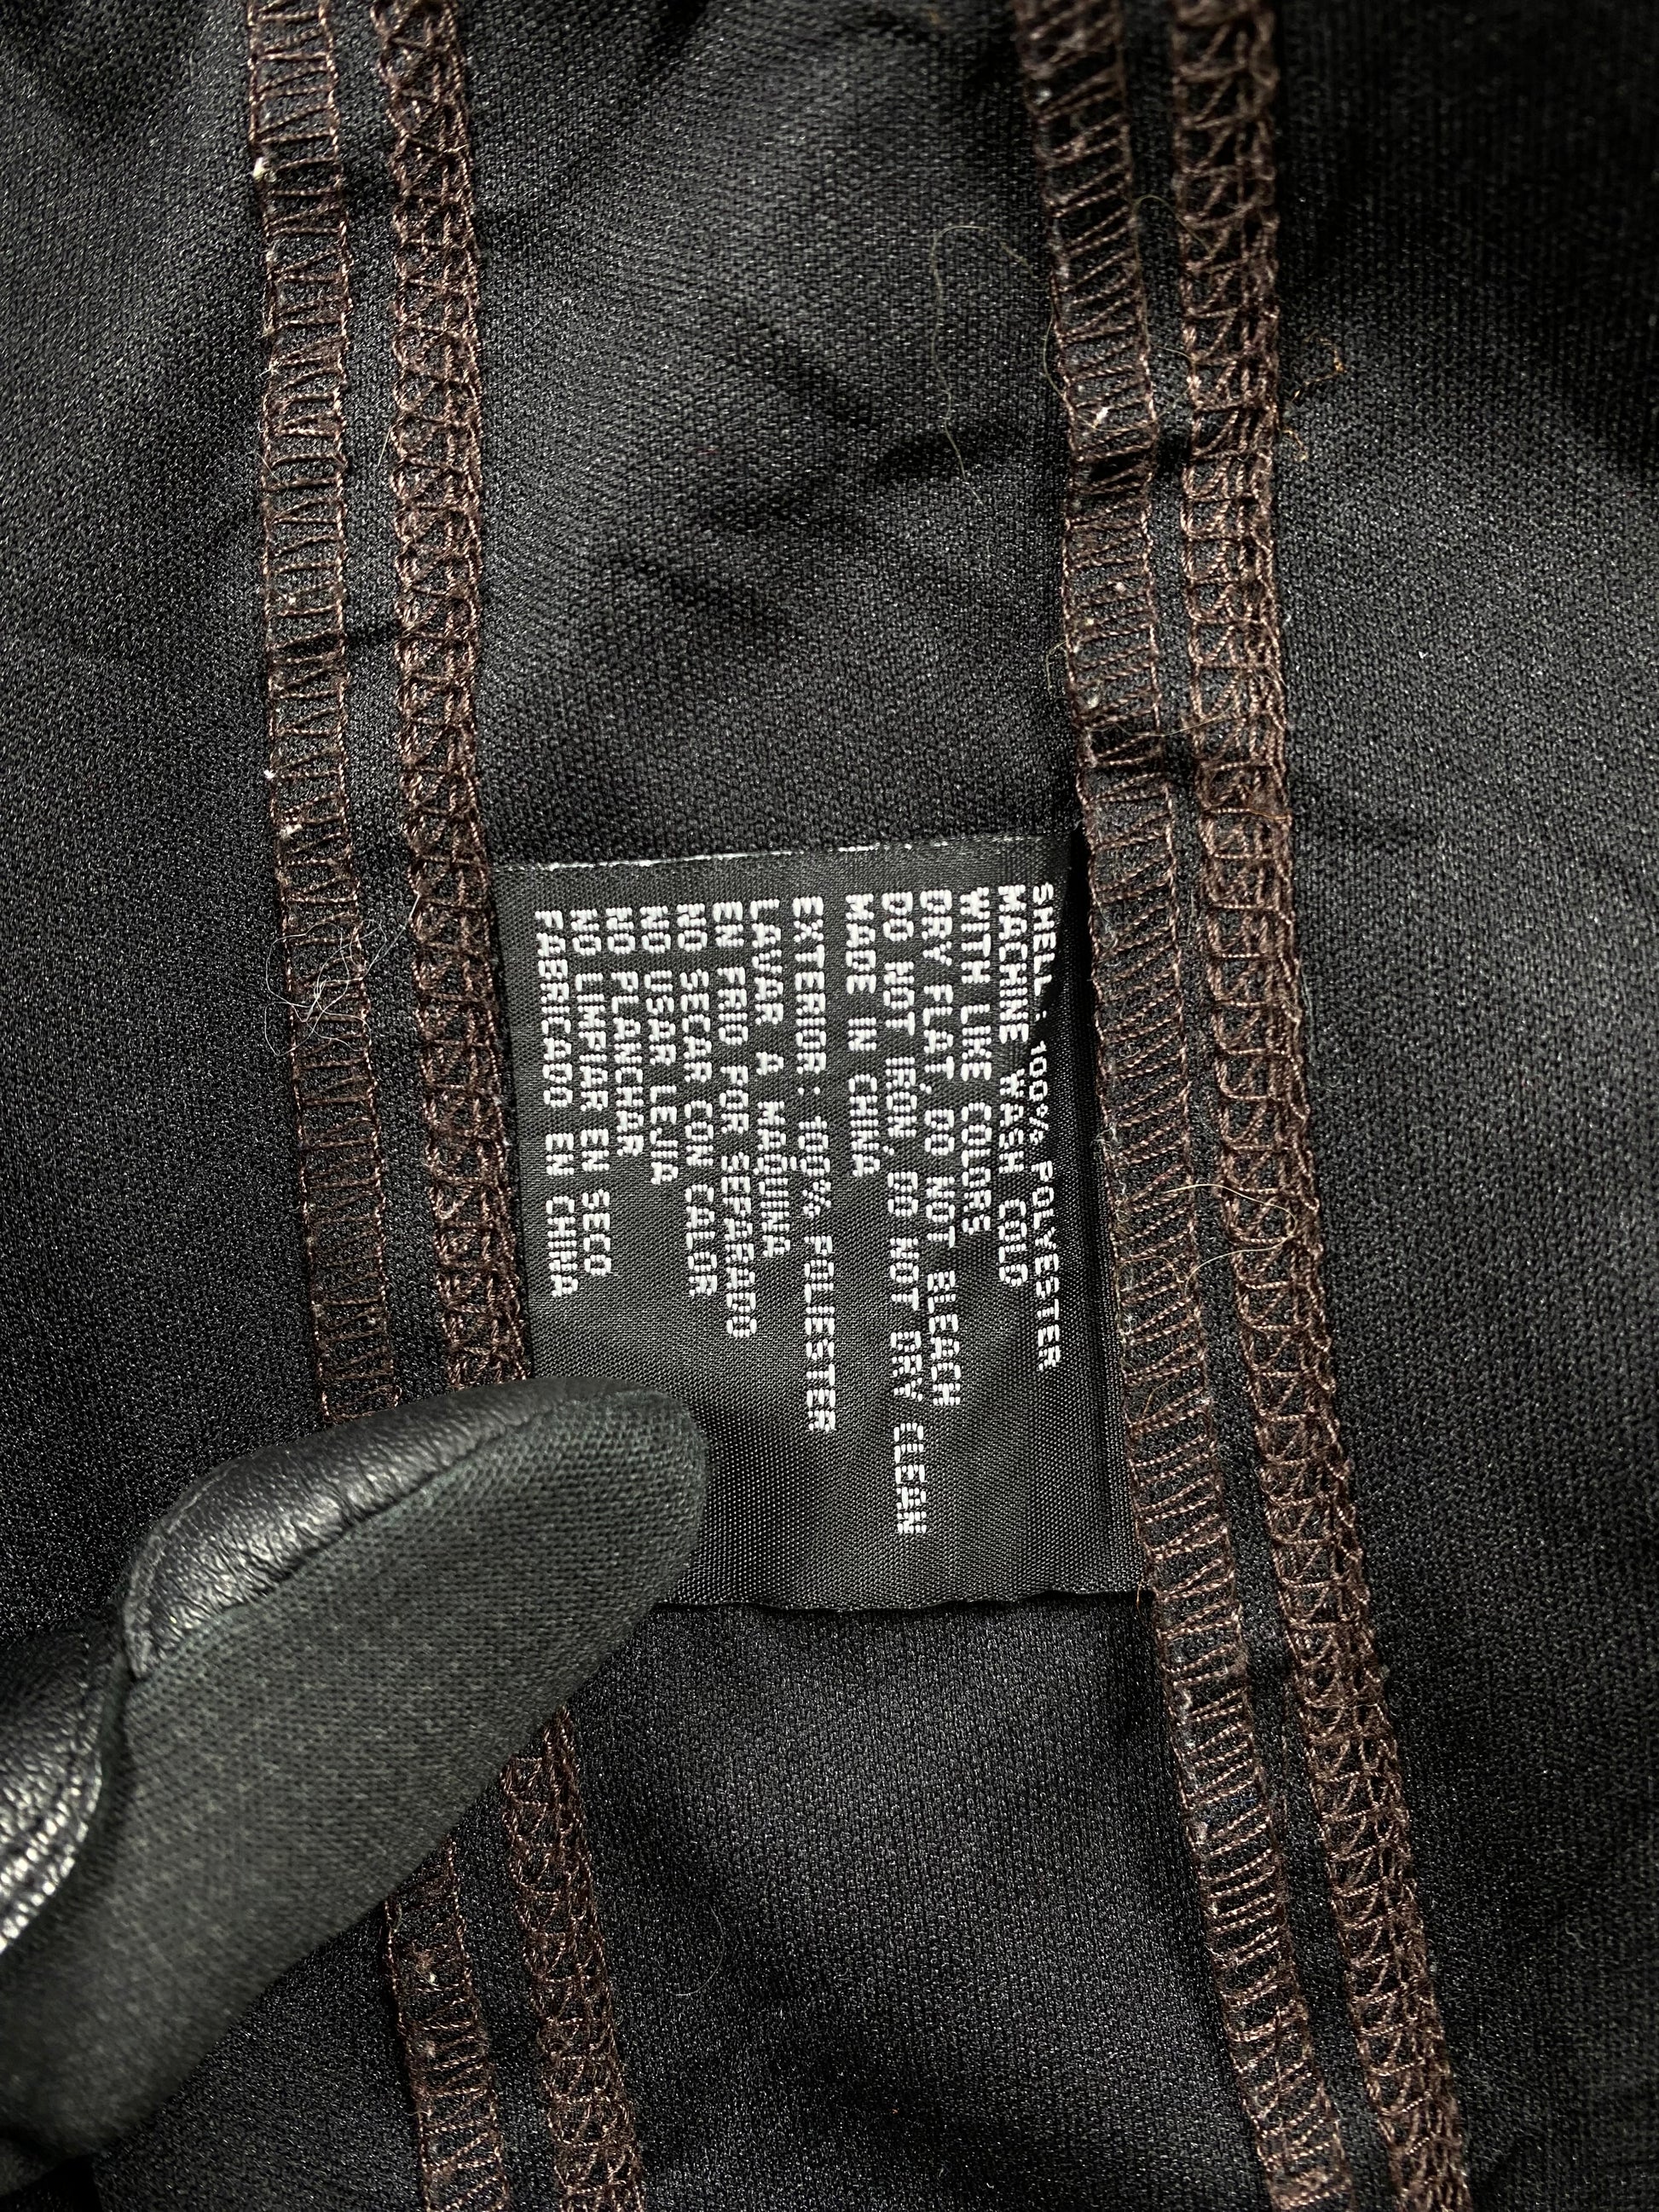 SHELL: 100% POLYESTER
MACHINE WASH COLD
WITH LIKE COLORS
DRY FLAT, DO NOT BLEACH
DO NOT IRON, DO NOT DRY CLEAN
MADE IN CHINA
EXTERIOR: 100% POLIESTER
LAVAR A MAQUINA
EN FRIO POR SEPARADO
NO SECAR CON CALOR
NO USAR LEJIA
NO PLANCHAR
NO LIMPIAR EN SECO
FABRICADO EN CHINA